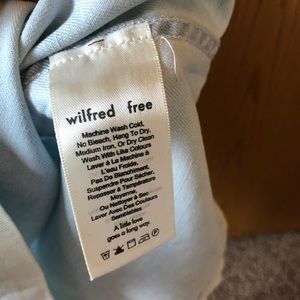 wilfred free
Machine Wash Cold,
No Bleach, Hang To Dry,
Medium Iron, Or Dry Clean
Wash With Like Colours
Laver à La Machine à
L'eau Froide,
Pas De Blanchiment,
Suspendre Pour Sécher,
Repasser à Température
Moyenne,
Ou Nettoyer à Sec
Laver Avec Des Couleurs
Semblables
A little love
goes a long way.